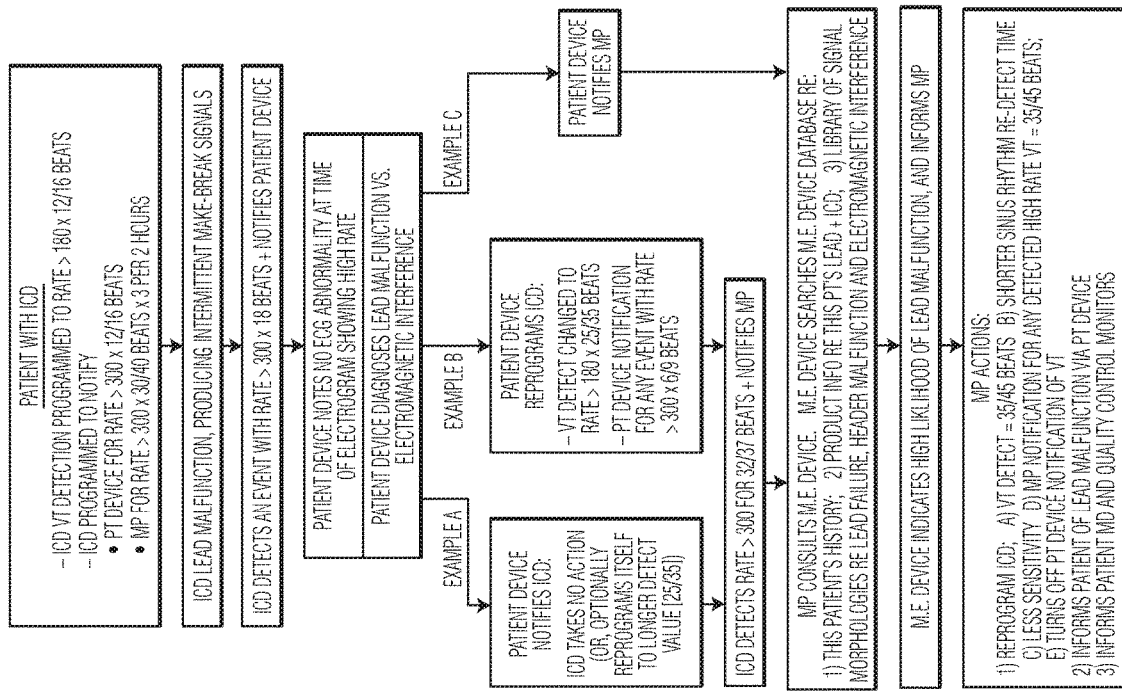 PATIENT WITH ICD
– ICD VT DETECTION PROGRAMMED TO RATE > 180 x 12/16 BEATS
– ICD PROGRAMMED TO NOTIFY
• PT DEVICE FOR RATE > 300 x 12/16 BEATS
• MP FOR RATE > 300 x 30/40 BEATS x 3 PER 2 HOURS
ICD LEAD MALFUNCTION, PRODUCING INTERMITTENT MAKE-BREAK SIGNALS
ICD DETECTS AN EVENT WITH RATE > 300 x 18 BEATS + NOTIFIES PATIENT DEVICE
PATIENT DEVICE NOTES NO ECG ABNORMALITY AT TIME
OF ELECTROGRAM SHOWING HIGH RATE
PATIENT DEVICE DIAGNOSES LEAD MALFUNCTION VS.
ELECTROMAGNETIC INTERFERENCE
EXAMPLE A
EXAMPLE B
EXAMPLE C
PATIENT DEVICE
NOTIFIES ICD:
ICD TAKES NO ACTION
(OR, OPTIONALLY
REPROGRAMS ITSELF
TO LONGER DETECT
VALUE [25/35])
PATIENT DEVICE
REPROGRAMS ICD:
– VT DETECT CHANGED TO
RATE > 180 x 25/35 BEATS
– PT DEVICE NOTIFICATION
FOR ANY EVENT WITH RATE
> 300 x 6/9 BEATS
PATIENT DEVICE
NOTIFIES MP
ICD DETECTS RATE > 300 FOR 32/37 BEATS + NOTIFIES MP
MP CONSULTS M.E. DEVICE. M.E. DEVICE SEARCHES M.E. DEVICE DATABASE RE:
1) THIS PATIENT'S HISTORY; 2) PRODUCT INFO RE THIS PT'S LEAD + ICD; 3) LIBRARY OF SIGNAL
MORPHOLOGIES RE LEAD FAILURE, HEADER MALFUNCTION AND ELECTROMAGNETIC INTERFERENCE
M.E. DEVICE INDICATES HIGH LIKLIHOOD OF LEAD MALFUNCTION, AND INFORMS MP
MP ACTIONS:
1) REPROGRAM ICD; A) VT DETECT = 35/45 BEATS B) SHORTER SINUS RHYTHM RE-DETECT TIME
C) LESS SENSITIVITY D) MP NOTIFICATION FOR ANY DETECTED HIGH RATE VT = 35/45 BEATS;
E) TURNS OFF PT DEVICE NOTIFICATION OF VT
2) INFORMS PATIENT OF LEAD MALFUNCTION VIA PT DEVICE
3) INFORMS PATIENT MD AND QUALITY CONTROL MONITORS